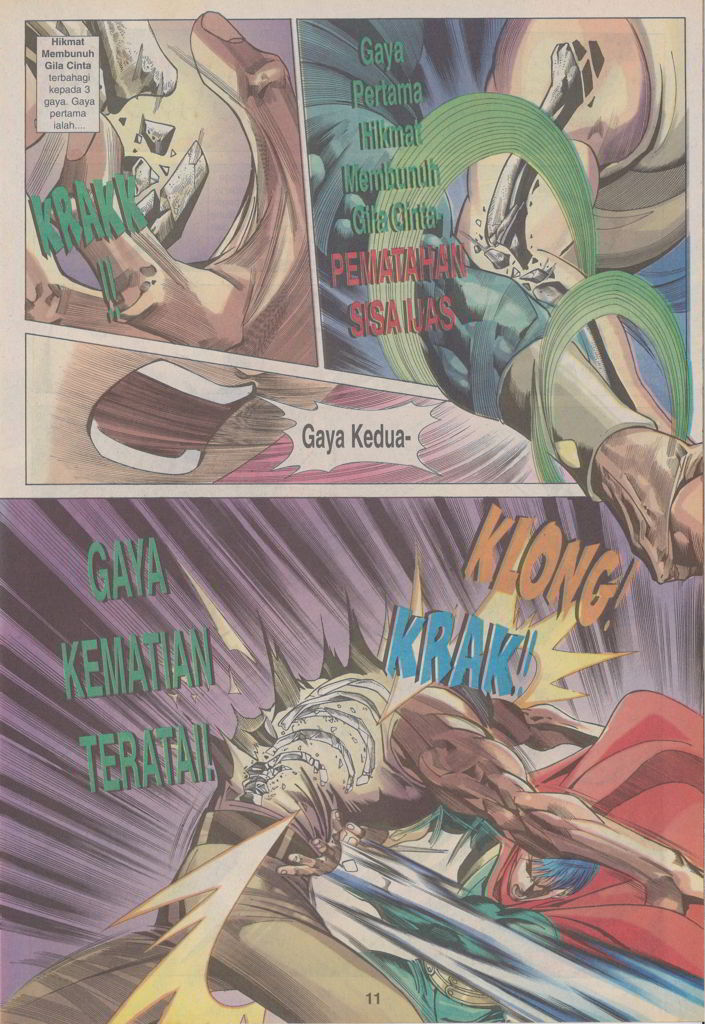 Hikmat
Membunuh
Gila Cinta
terbahagi
kepada 3
gaya. Gaya
pertama
ialah....
KRAKK
!!
Gaya
Pertama
Hikmat
Membunuh
Gila Cinta-
PEMATAHAN
SISA IJAS
Gaya Kedua-
GAYA
KEMATIAN
TERATAI!
KLONG!
KRAK!!
11